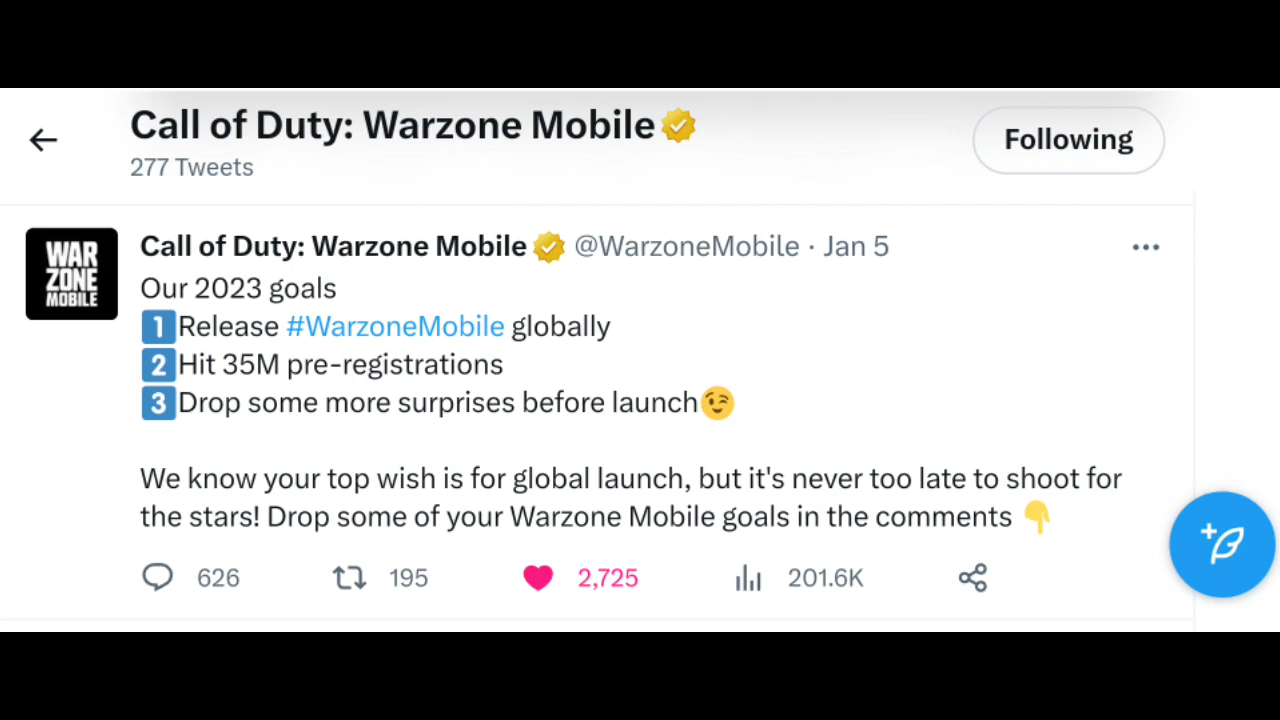 Call of Duty: Warzone Mobile
277 Tweets
Following
WAR
ZONE
MOBILE
Call of Duty: Warzone Mobile @WarzoneMobile · Jan 5
Our 2023 goals
1️⃣Release #WarzoneMobile globally
2️⃣Hit 35M pre-registrations
3️⃣Drop some more surprises before launch😉
We know your top wish is for global launch, but it's never too late to shoot for
the stars! Drop some of your Warzone Mobile goals in the comments 👇
626 195 2,725 201.6K